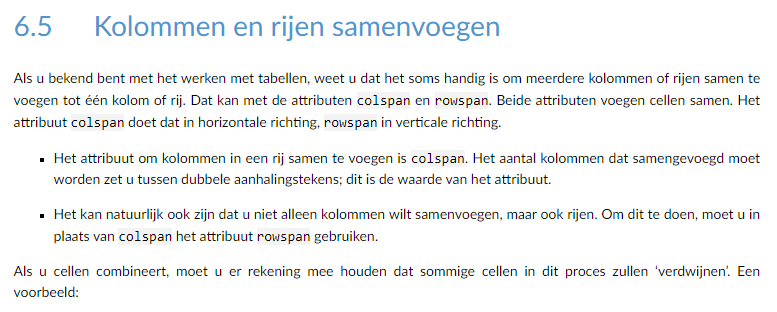 6.5 Kolommen en rijen samenvoegen
Als u bekend bent met het werken met tabellen, weet u dat het soms handig is om meerdere kolommen of rijen samen te
voegen tot één kolom of rij. Dat kan met de attributen colspan en rowspan. Beide attributen voegen cellen samen. Het
attribuut colspan doet dat in horizontale richting, rowspan in verticale richting.
▪ Het attribuut om kolommen in een rij samen te voegen is colspan. Het aantal kolommen dat samengevoegd moet
worden zet u tussen dubbele aanhalingstekens; dit is de waarde van het attribuut.
▪ Het kan natuurlijk ook zijn dat u niet alleen kolommen wilt samenvoegen, maar ook rijen. Om dit te doen, moet u in
plaats van colspan het attribuut rowspan gebruiken.
Als u cellen combineert, moet u er rekening mee houden dat sommige cellen in dit proces zullen ‘verdwijnen’. Een
voorbeeld: